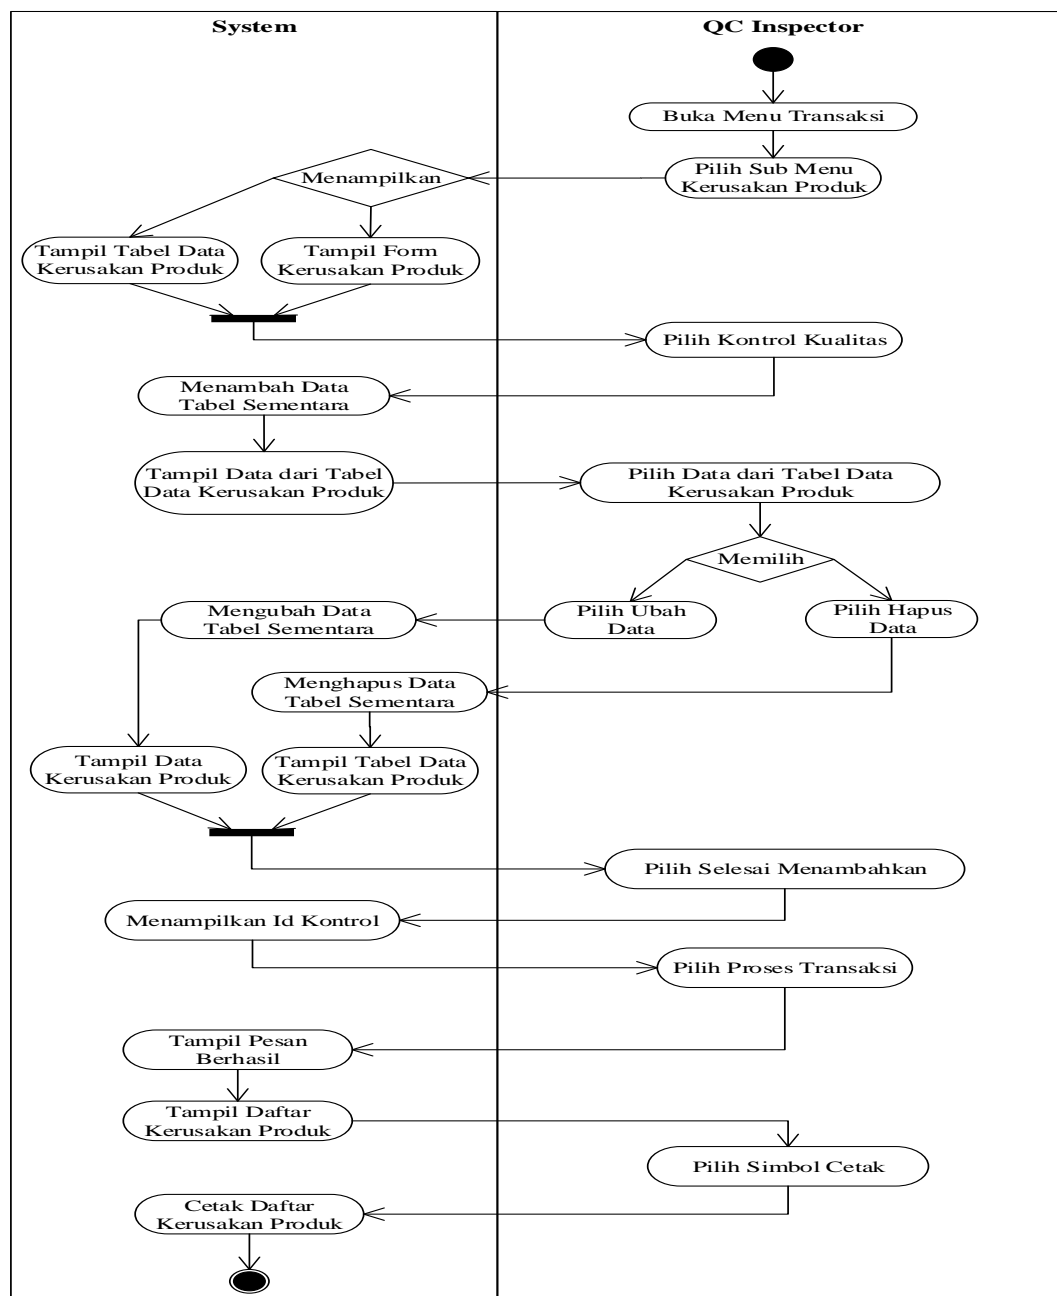 System
QC Inspector
Buka Menu Transaksi
Pilih Sub Menu
Kerusakan Produk
Menampilkan
Tampil Tabel Data
Kerusakan Produk
Tampil Form
Kerusakan Produk
Pilih Kontrol Kualitas
Menambah Data
Tabel Sementara
Tampil Data dari Tabel
Data Kerusakan Produk
Pilih Data dari Tabel Data
Kerusakan Produk
Memilih
Mengubah Data
Tabel Sementara
Pilih Ubah
Data
Pilih Hapus
Data
Menghapus Data
Tabel Sementara
Tampil Data
Kerusakan Produk
Tampil Tabel Data
Kerusakan Produk
Pilih Selesai Menambahkan
Menampilkan Id Kontrol
Pilih Proses Transaksi
Tampil Pesan
Berhasil
Tampil Daftar
Kerusakan Produk
Pilih Simbol Cetak
Cetak Daftar
Kerusakan Produk